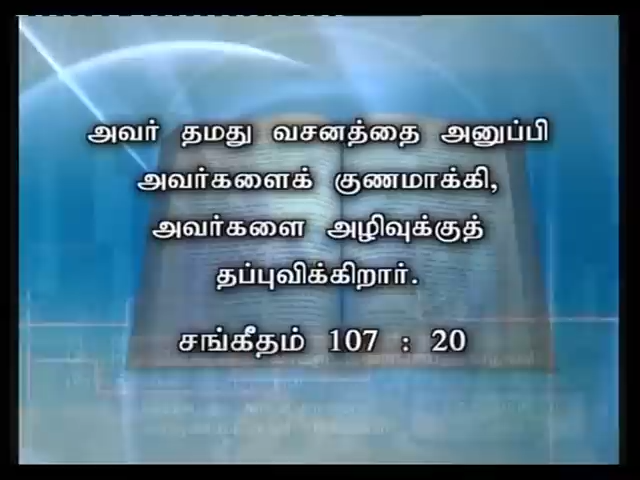 அவர் தமது வசனத்தை அனுப்பி
அவர்களைக் குணமாக்கி,
அவர்களை அழிவுக்குத்
தப்புவிக்கிறார்.
சங்கீதம் 107 : 20